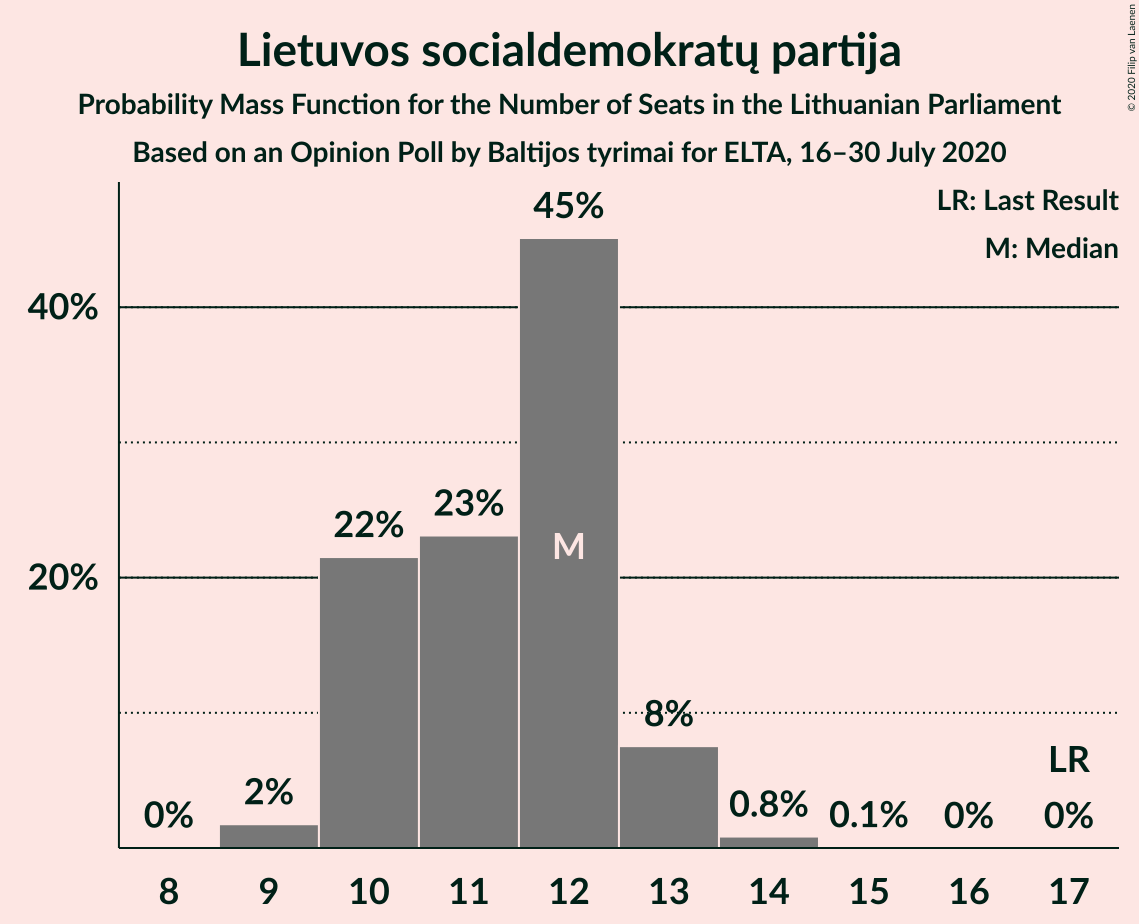 Lietuvos socialdemokratų partija
Probability Mass Function for the Number of Seats in the Lithuanian Parliament
Based on an Opinion Poll by Baltijos tyrimai for ELTA, 16–30 July 2020
© 2020 Filip van Laenen
LR: Last Result
M: Median
45%
40%
23%
22%
M
20%
8%
LR
2%
0%
0.8%
0.1%
0%
0%
8 9 10 11 12 13 14 15 16 17